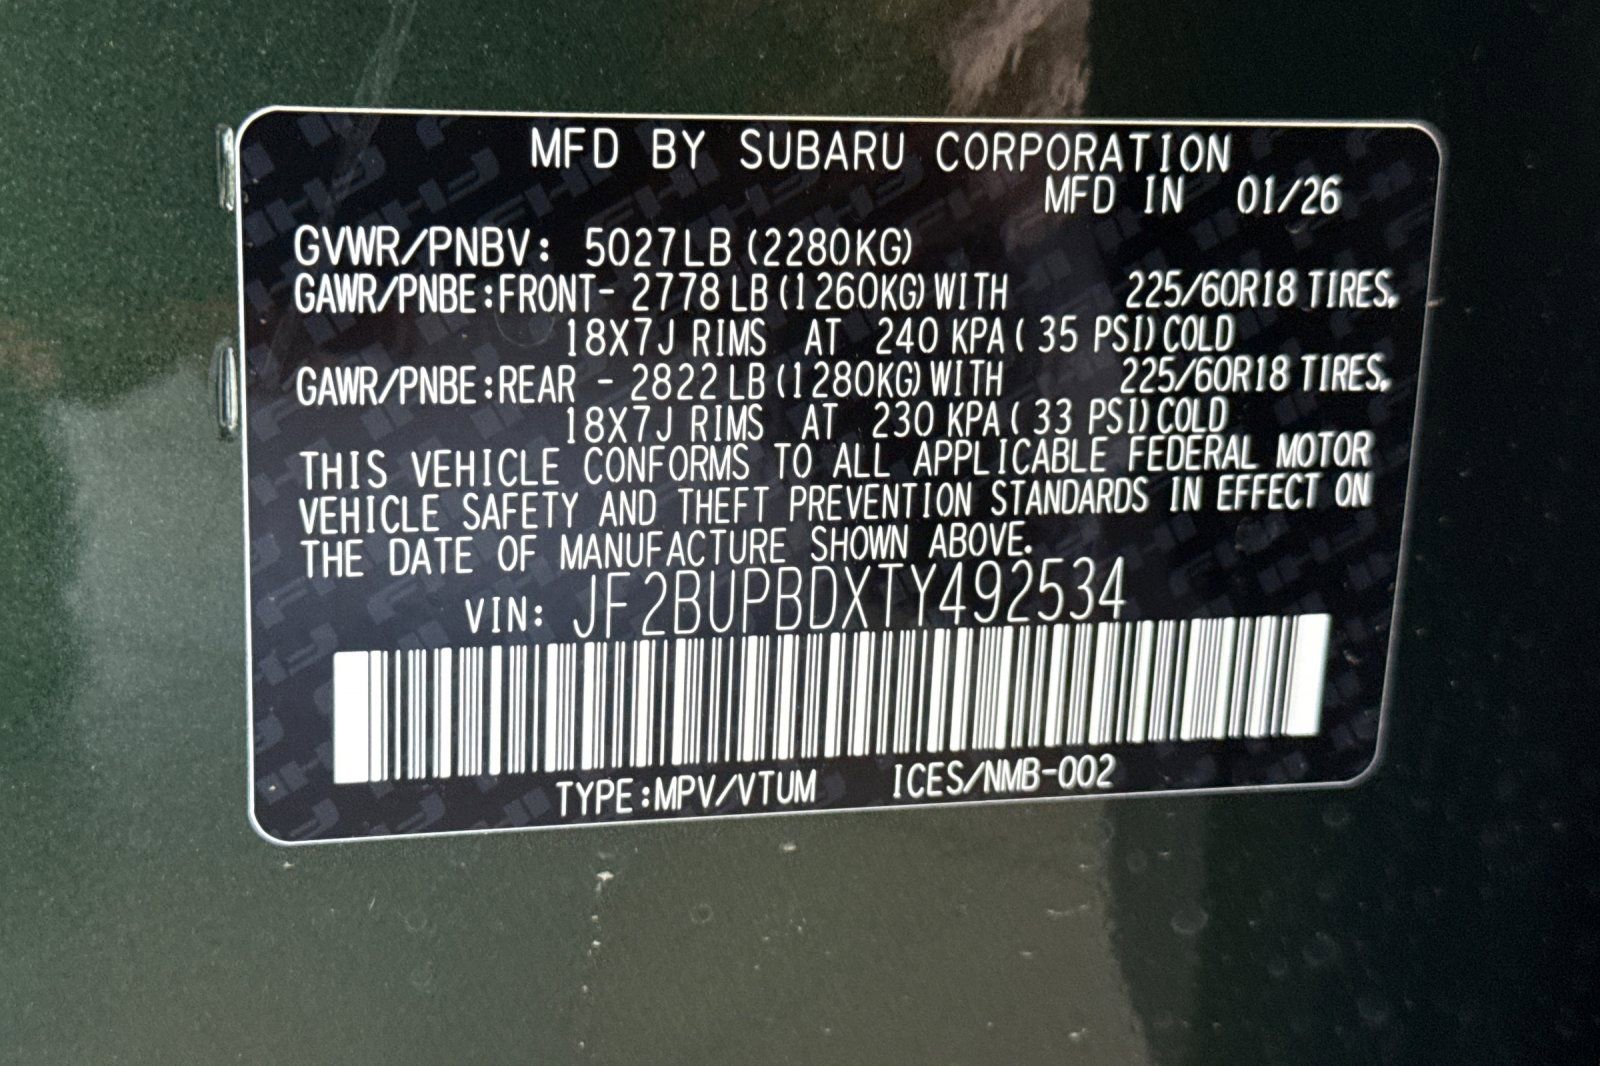 MFD BY SUBARU CORPORATION
MFD IN 01/26
GVWR/PNBV: 5027LB (2280KG)
GAWR/PNBE:FRONT- 2778 LB (1260KG) WITH 225/60R18 TIRES,
18X7J RIMS AT 240 KPA ( 35 PSI) COLD
GAWR/PNBE:REAR - 2822 LB (1280KG) WITH 225/60R18 TIRES,
18X7J RIMS AT 230 KPA ( 33 PSI) COLD
THIS VEHICLE CONFORMS TO ALL APPLICABLE FEDERAL MOTOR
VEHICLE SAFETY AND THEFT PREVENTION STANDARDS IN EFFECT ON
THE DATE OF MANUFACTURE SHOWN ABOVE.
VIN: JF2BUPBDXTY492534
TYPE:MPV/VTUM ICES/NMB-002